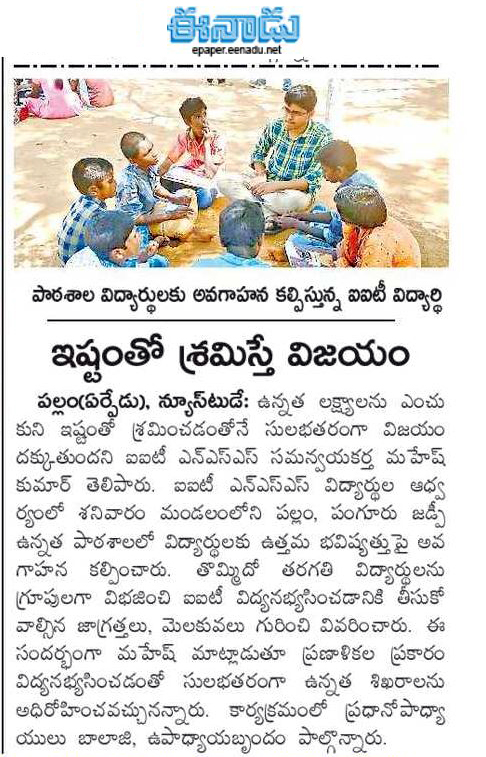 ఈనాడు
epaper.eenadu.net
పాఠశాల విద్యార్థులకు అవగాహన కల్పిస్తున్న ఐఐటీ విద్యార్థి
ఇష్టంతో శ్రమిస్తే విజయం
పల్లం(ఏర్పేడు), న్యూస్‌టుడే: ఉన్నత లక్ష్యాలను ఎంచు
కుని ఇష్టంతో శ్రమించడంతోనే సులభతరంగా విజయం
దక్కుతుందని ఐఐటీ ఎన్ఎస్ఎస్ సమన్వయకర్త మహేష్
కుమార్ తెలిపారు. ఐఐటీ ఎన్ఎస్ఎస్ విద్యార్థుల ఆధ్వ
ర్యంలో శనివారం మండలంలోని పల్లం, పంగూరు జడ్పీ
ఉన్నత పాఠశాలలో విద్యార్థులకు ఉత్తమ భవిష్యత్తుపై అవ
గాహన కల్పించారు. తొమ్మిదో తరగతి విద్యార్థులను
గ్రూపులుగా విభజించి ఐఐటీ విద్యనభ్యసించడానికి తీసుకో
వాల్సిన జాగ్రత్తలు, మెలకువలు గురించి వివరించారు. ఈ
సందర్భంగా మహేష్ మాట్లాడుతూ ప్రణాళికల ప్రకారం
విద్యనభ్యసించడంతో సులభతరంగా ఉన్నత శిఖరాలను
అధిరోహించవచ్చునన్నారు. కార్యక్రమంలో ప్రధానోపాధ్యా
యులు బాలాజి, ఉపాధ్యాయబృందం పాల్గొన్నారు.